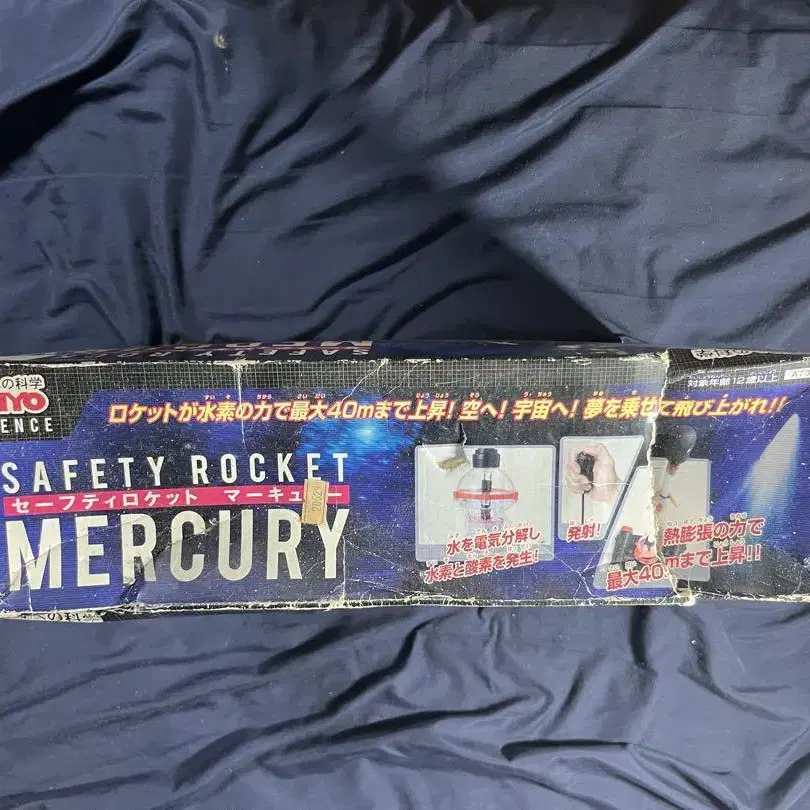 SAFETY ROCKET
の科学
YO
ENCE
対象年齢12歳以上
ロケットが水素の力で最大40mまで上昇! 空へ! 宇宙へ! 夢を乗せて飛び上がれ!!
SAFETY ROCKET
セーフティロケット マーキュリー
MERCURY
水を電気分解し
水素と酸素を発生!
発射!
熱膨張の力で
最大40mまで上昇!!